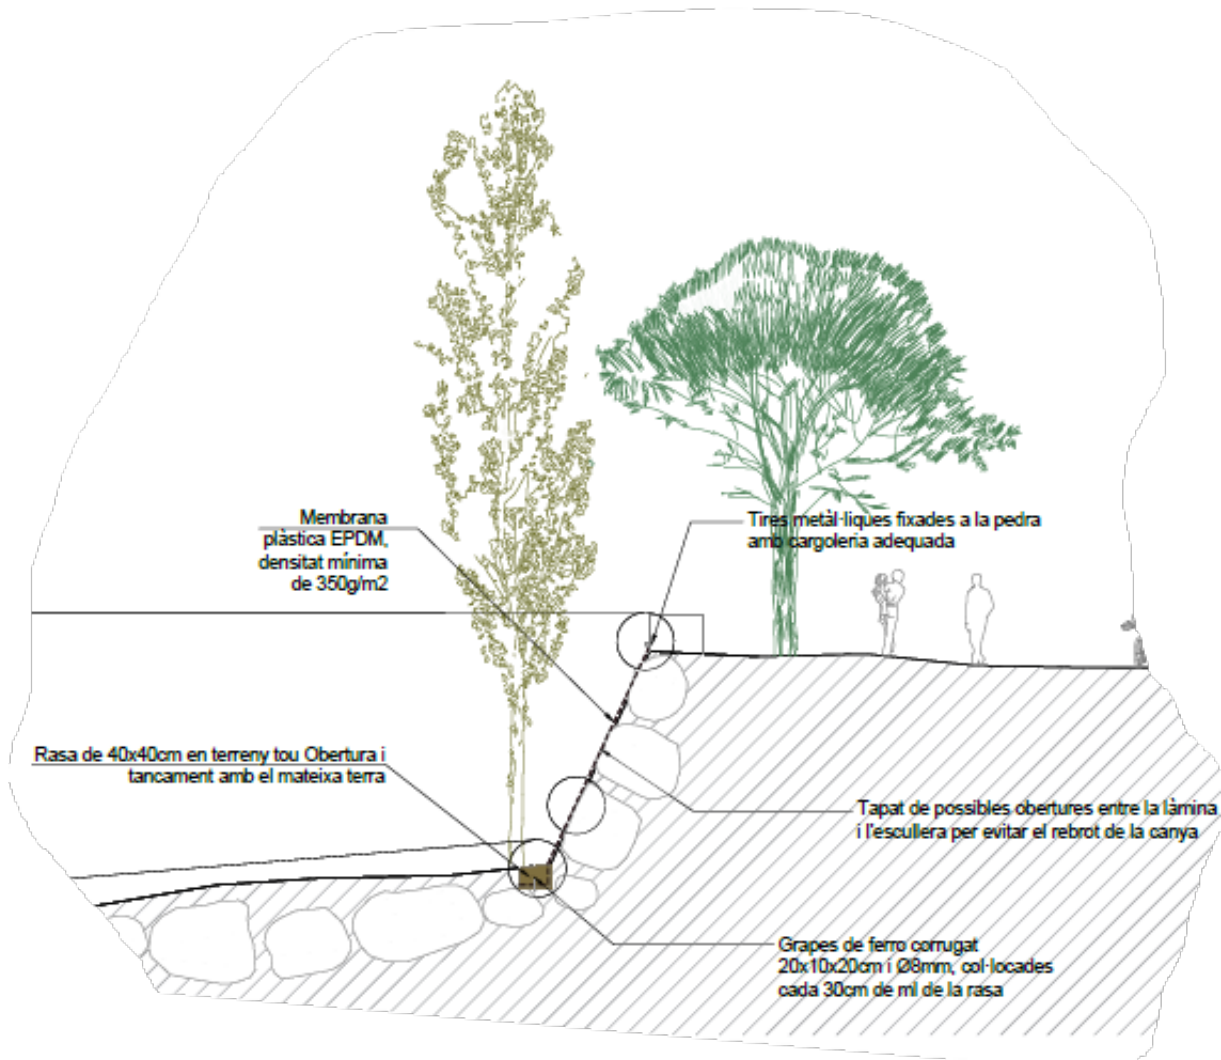 Membrana
plàstica EPDM,
densitat mínima
de 350g/m2
Tires metàl·liques fixades a la pedra
amb cargoleria adequada
Rasa de 40x40cm en terreny tou Obertura i
tancament amb el mateixa terra
Tapat de possibles obertures entre la làmina
i l'escullera per evitar el rebrot de la canya
Grapes de ferro corrugat
20x10x20cm i Ø8mm, col·locades
cada 30cm de ml de la rasa